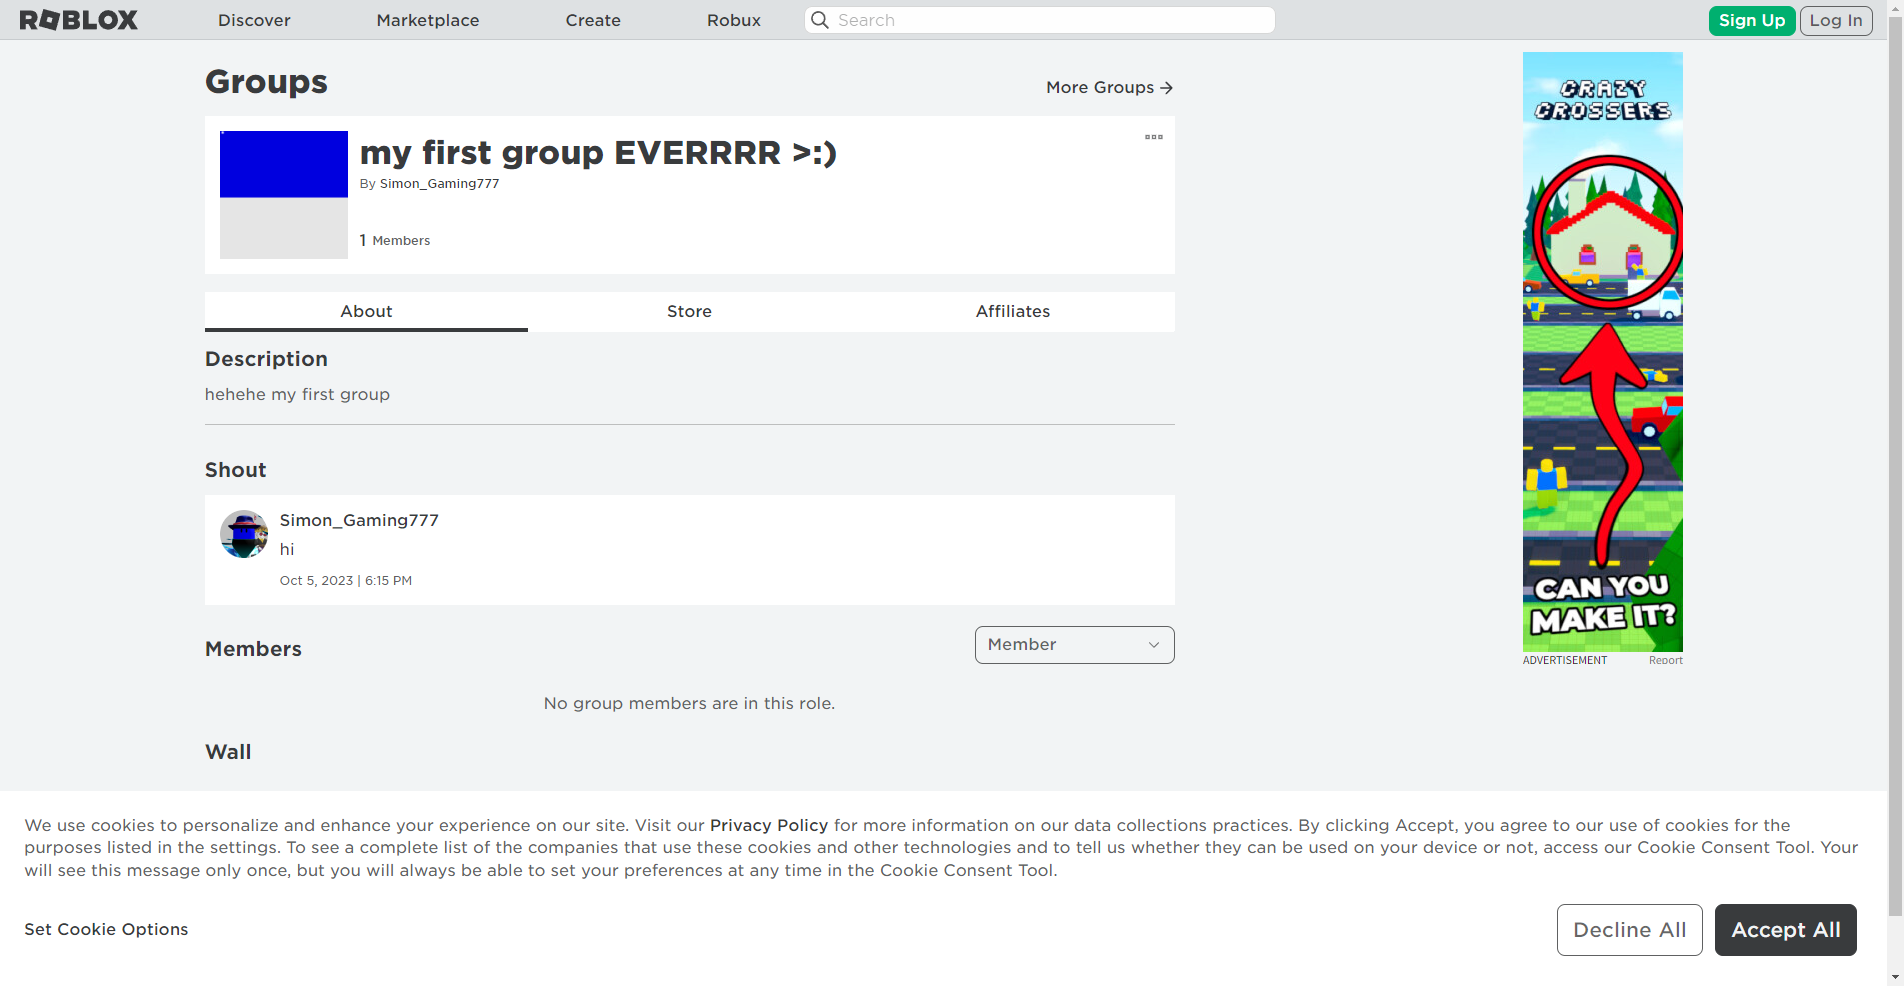 ROBLOX
Discover
Marketplace
Create
Robux
Search
Sign Up
Log In
Groups
More Groups
my first group EVERRRR >:)
By Simon_Gaming777
1 Members
About
Store
Affiliates
Description
hehehe my first group
Shout
Simon_Gaming777
hi
Oct 5, 2023 | 6:15 PM
Members
Member
No group members are in this role.
Wall
CRAZY
CROSSERS
CAN YOU
MAKE IT?
ADVERTISEMENT
Report
We use cookies to personalize and enhance your experience on our site. Visit our Privacy Policy for more information on our data collections practices. By clicking Accept, you agree to our use of cookies for the
purposes listed in the settings. To see a complete list of the companies that use these cookies and other technologies and to tell us whether they can be used on your device or not, access our Cookie Consent Tool. Your
will see this message only once, but you will always be able to set your preferences at any time in the Cookie Consent Tool.
Set Cookie Options
Decline All
Accept All